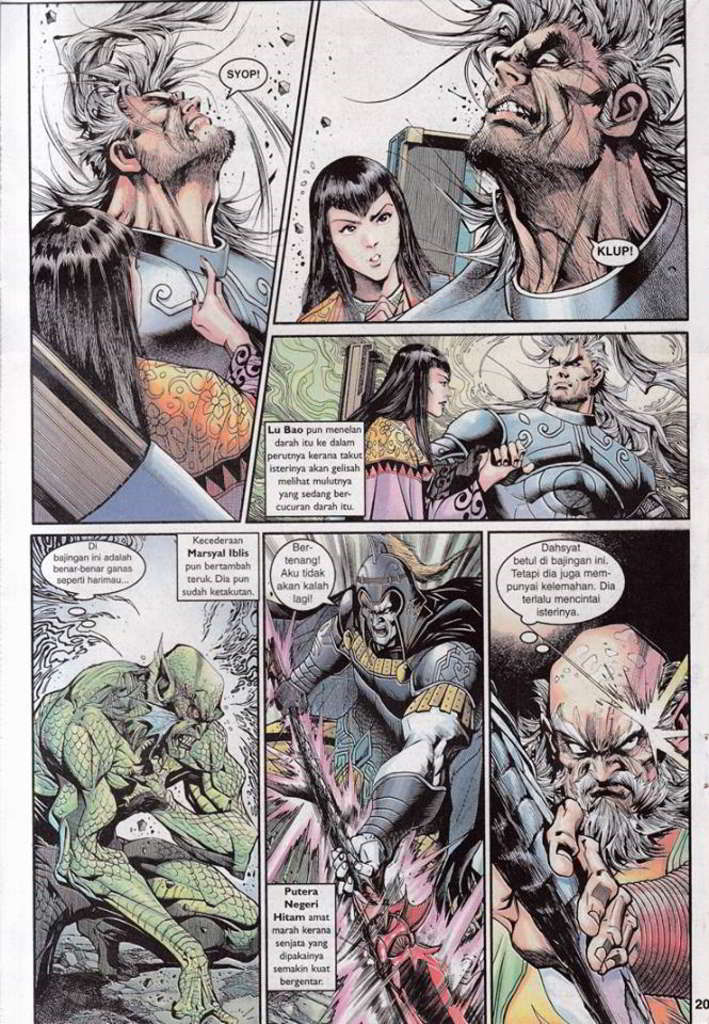 SYOP!
KLUP!
Lu Bao pun menelan
darah itu ke dalam
perutnya kerana takut
isterinya akan gelisah
melihat mulutnya
yang sedang ber-
cucuran darah itu.
Di
bajingan ini adalah
benar-benar ganas
seperti harimau...
Kecederaan
Marsyal Iblis
pun bertambah
teruk. Dia pun
sudah ketakutan.
Ber-
tenang!
Aku tidak
akan kalah
lagi!
Putera
Negeri
Hitam amat
marah kerana
senjata yang
dipakainya
semakin kuat
bergentar.
Dahsyat
betul di bajingan ini.
Tetapi dia juga mem-
punyai kelemahan. Dia
terlalu mencintai
isterinya.
20